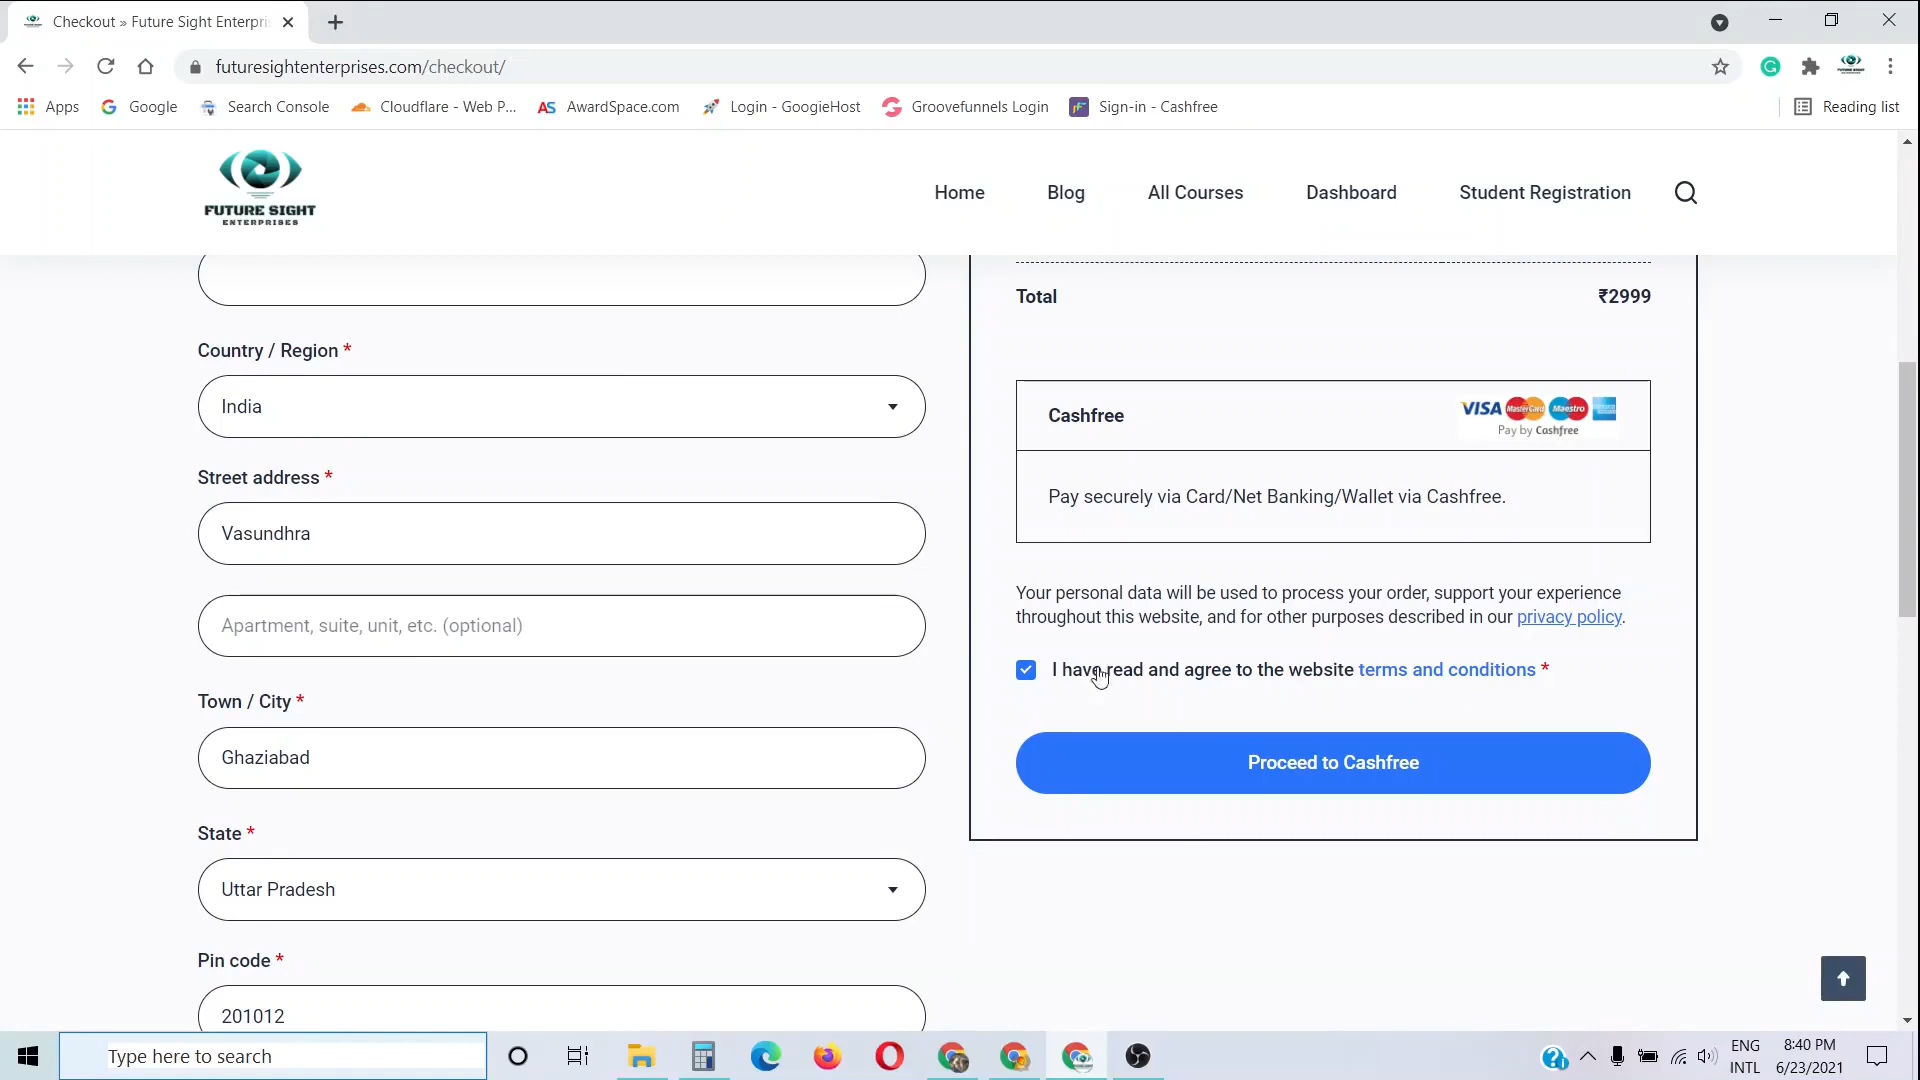 Checkout » Future Sight Enterpri
futuresightenterprises.com/checkout/
Apps Google Search Console Cloudflare - Web P... AS AwardSpace.com Login - GoogieHost Groovefunnels Login Sign-in - Cashfree Reading list
FUTURE SIGHT
ENTERPRISES
Home Blog All Courses Dashboard Student Registration
Total ₹2999
Country / Region *
India
Street address *
Vasundhra
Apartment, suite, unit, etc. (optional)
Town / City *
Ghaziabad
State *
Uttar Pradesh
Pin code *
201012
Cashfree
VISA MasterCard Maestro
Pay by Cashfree
Pay securely via Card/Net Banking/Wallet via Cashfree.
Your personal data will be used to process your order, support your experience
throughout this website, and for other purposes described in our privacy policy.
I have read and agree to the website terms and conditions *
Proceed to Cashfree
Type here to search
ENG
INTL
8:40 PM
6/23/2021